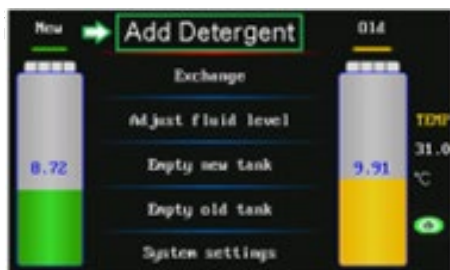 New
Add Detergent
Old
Exchange
Adjust fluid level
TEMP
31.0
8.72
Empty new tank
9.91
℃
Empty old tank
System settings